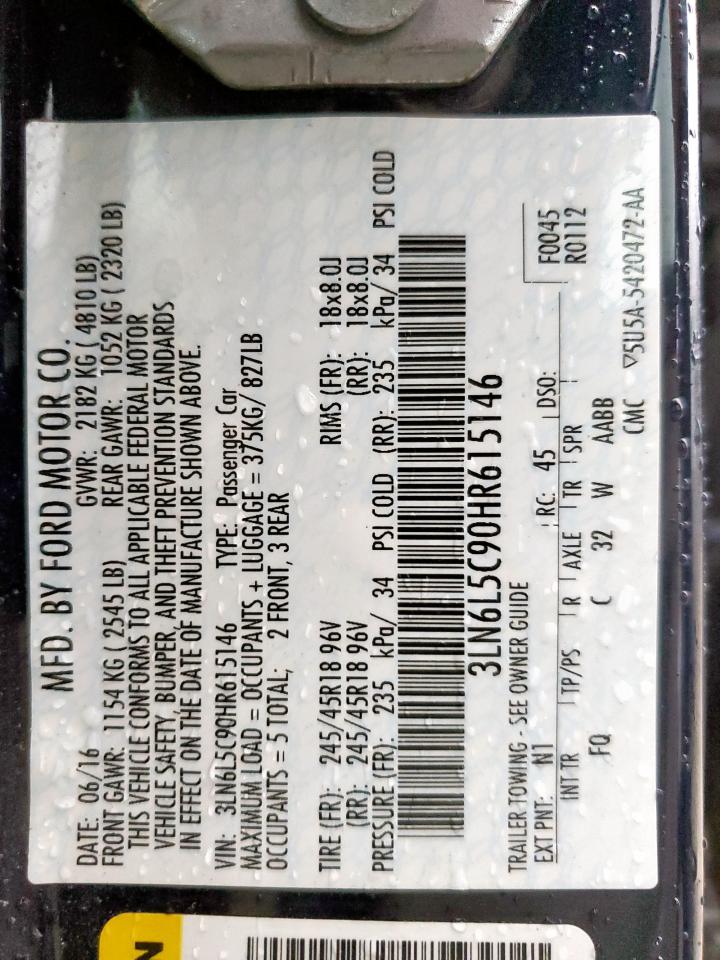 MFD. BY FORD MOTOR CO.
DATE: 06/16 GVWR: 2182 KG ( 4810 LB)
FRONT GAWR: 1154 KG ( 2545 LB) REAR GAWR: 1052 KG ( 2320 LB)
THIS VEHICLE CONFORMS TO ALL APPLICABLE FEDERAL MOTOR
VEHICLE SAFETY, BUMPER, AND THEFT PREVENTION STANDARDS
IN EFFECT ON THE DATE OF MANUFACTURE SHOWN ABOVE.
VIN: 3LN6L5C90HR615146 TYPE: Passenger Car
MAXIMUM LOAD = OCCUPANTS + LUGGAGE = 375KG/ 827LB
OCCUPANTS = 5 TOTAL; 2 FRONT, 3 REAR
TIRE (FR): 245/45R18 96V RIMS (FR): 18x8.0J
(RR): 245/45R18 96V (RR): 18x8.0J
PRESSURE (FR): 235 kPa/ 34 PSI COLD (RR): 235 kPa/ 34 PSI COLD
3LN6L5C90HR615146
TRAILER TOWING - SEE OWNER GUIDE F0045
EXT PNT: N1 RC: 45 DSO: R0112
INT TR TP/PS R AXLE TR SPR
FQ C 32 W AABB
CMC ▽5U5A-5420472-AA
N